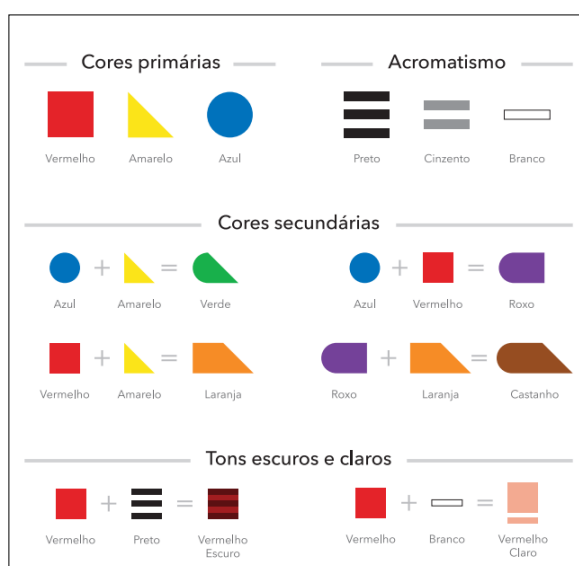 Cores primárias
Acromatismo
Vermelho
Amarelo
Azul
Preto
Cinzento
Branco
Cores secundárias
+
=
+
=
Azul
Amarelo
Verde
Azul
Vermelho
Roxo
+
=
+
=
Vermelho
Amarelo
Laranja
Roxo
Laranja
Castanho
Tons escuros e claros
+
=
+
=
Vermelho
Preto
Vermelho
Escuro
Vermelho
Branco
Vermelho
Claro